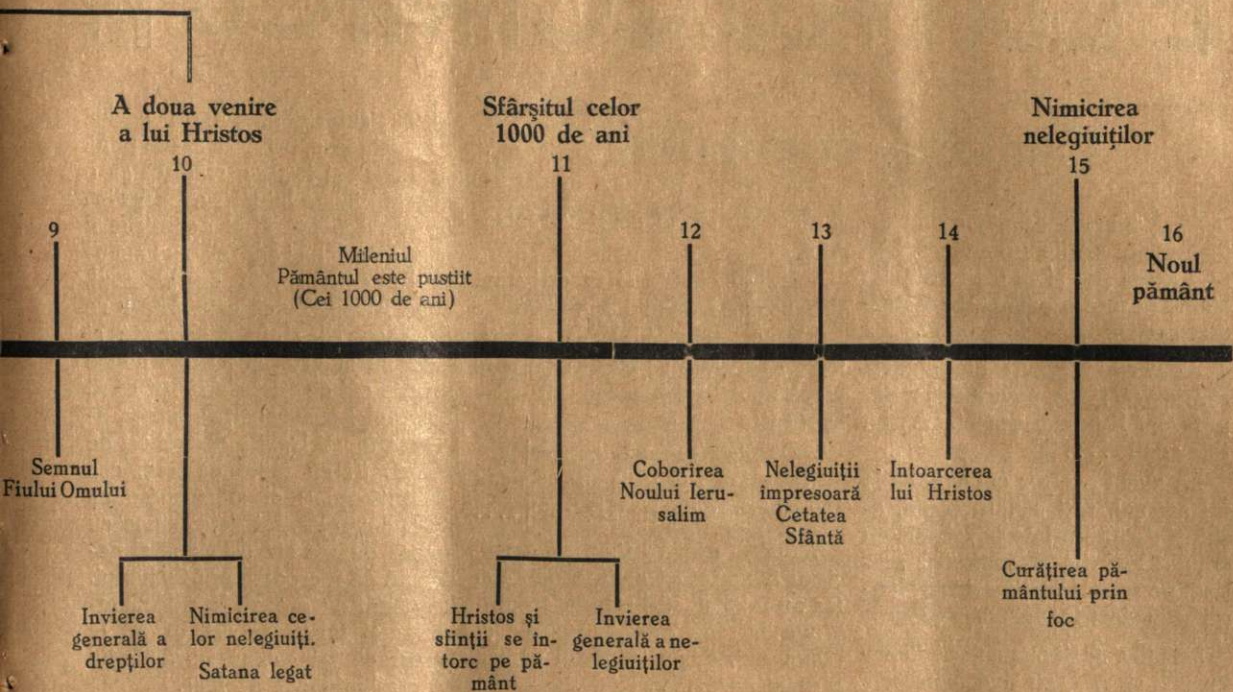 A doua venire
a lui Hristos
10
Sfârşitul celor
1000 de ani
11
Nimicirea
nelegiuiţilor
15
9
Mileniul
Pământul este pustiit
(Cei 1000 de ani)
12
13
14
16
Noul
pământ
Semnul
Fiului Omului
Coborirea
Noului Ieru-
salim
Nelegiuiţii
impresoară
Cetatea
Sfântă
Intoarcerea
lui Hristos
Invierea
generală a
drepţilor
Nimicirea ce-
lor nelegiuiţi.
Satana legat
Hristos şi
sfinţii se in-
torc pe pă-
mânt
Invierea
generală a ne-
legiuiţilor
Curăţirea pă-
mântului prin
foc